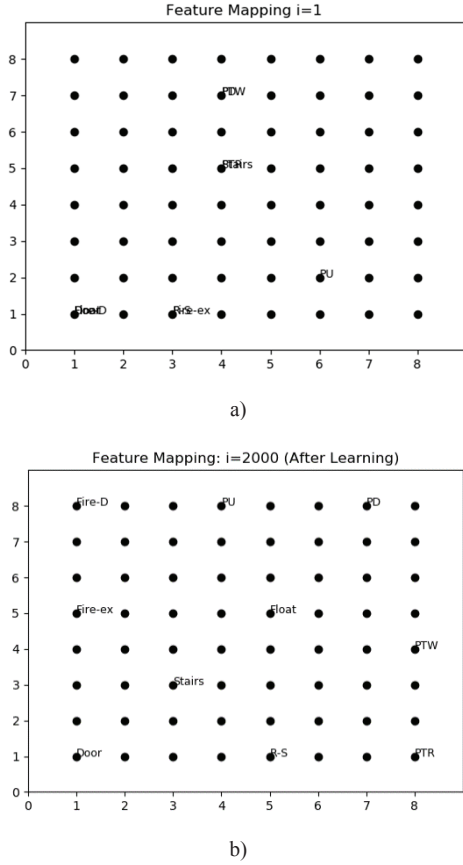 Feature Mapping i=1
8
7
6
5
4
3
2
1
0
PU
0 1 2 3 4 5 6 7 8
a)
Feature Mapping: i=2000 (After Learning)
8 Fire-D PU PD
7
6
5 Fire-ex Float
4 PTW
3 Stairs
2
1 Door R-S PTR
0
0 1 2 3 4 5 6 7 8
b)